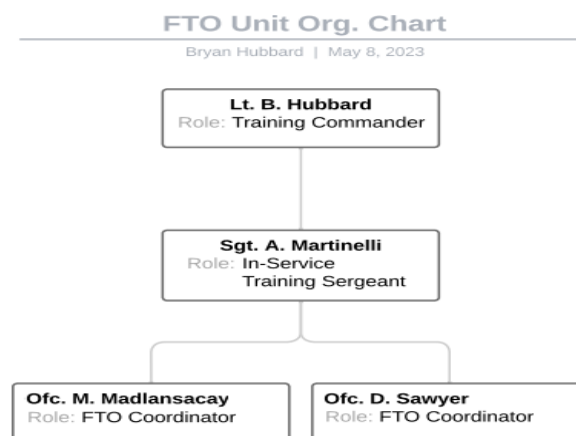 FTO Unit Org. Chart
Bryan Hubbard | May 8, 2023
Lt. B. Hubbard
Role: Training Commander
Sgt. A. Martinelli
Role: In-Service
Training Sergeant
Ofc. M. Madlansacay
Role: FTO Coordinator
Ofc. D. Sawyer
Role: FTO Coordinator